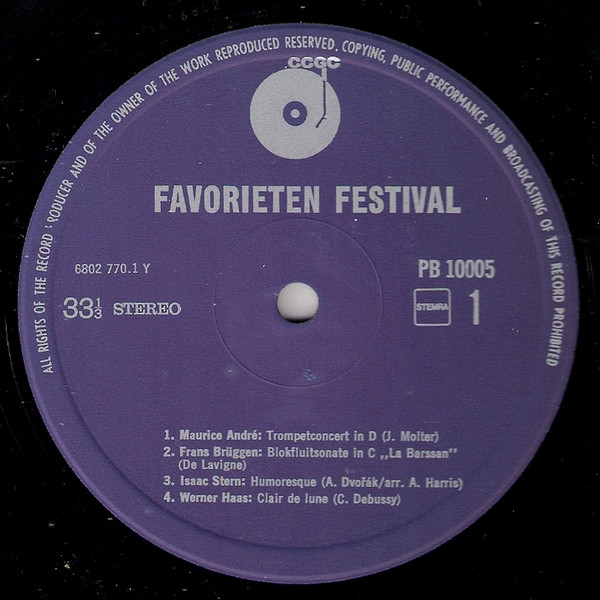 ALL RIGHTS OF THE RECORD PRODUCER AND OF THE OWNER OF THE WORK REPRODUCED RESERVED. COPYING, PUBLIC PERFORMANCE AND BROADCASTING OF THIS RECORD PROHIBITED
CCGC
FAVORIETEN FESTIVAL
6802 770.1 Y
PB 10005
33⅓ STEREO
STEMRA 1
1. Maurice André: Trompetconcert in D (J. Molter)
2. Frans Brüggen: Blokfluitsonate in C „La Barssan”
(De Lavigne)
3. Isaac Stern: Humoresque (A. Dvořák/arr. A. Harris)
4. Werner Haas: Clair de lune (C. Debussy)